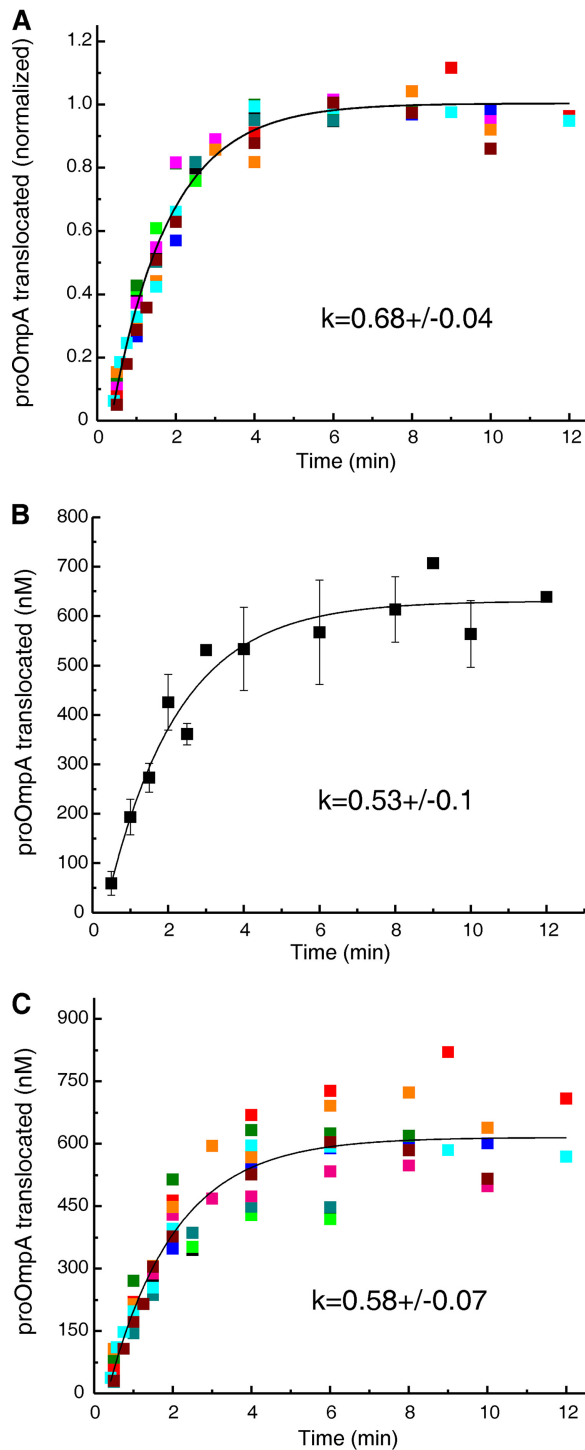 A
proOmpA translocated (normalized)
1.2
1.0
0.8
0.6
0.4
0.2
0
k=0.68+/-0.04
0 2 4 6 8 10 12
Time (min)
B
proOmpA translocated (nM)
800
700
600
500
400
300
200
100
0
k=0.53+/-0.1
0 2 4 6 8 10 12
Time (min)
C
proOmpA translocated (nM)
900
750
600
450
300
150
0
k=0.58+/-0.07
0 2 4 6 8 10 12
Time (min)